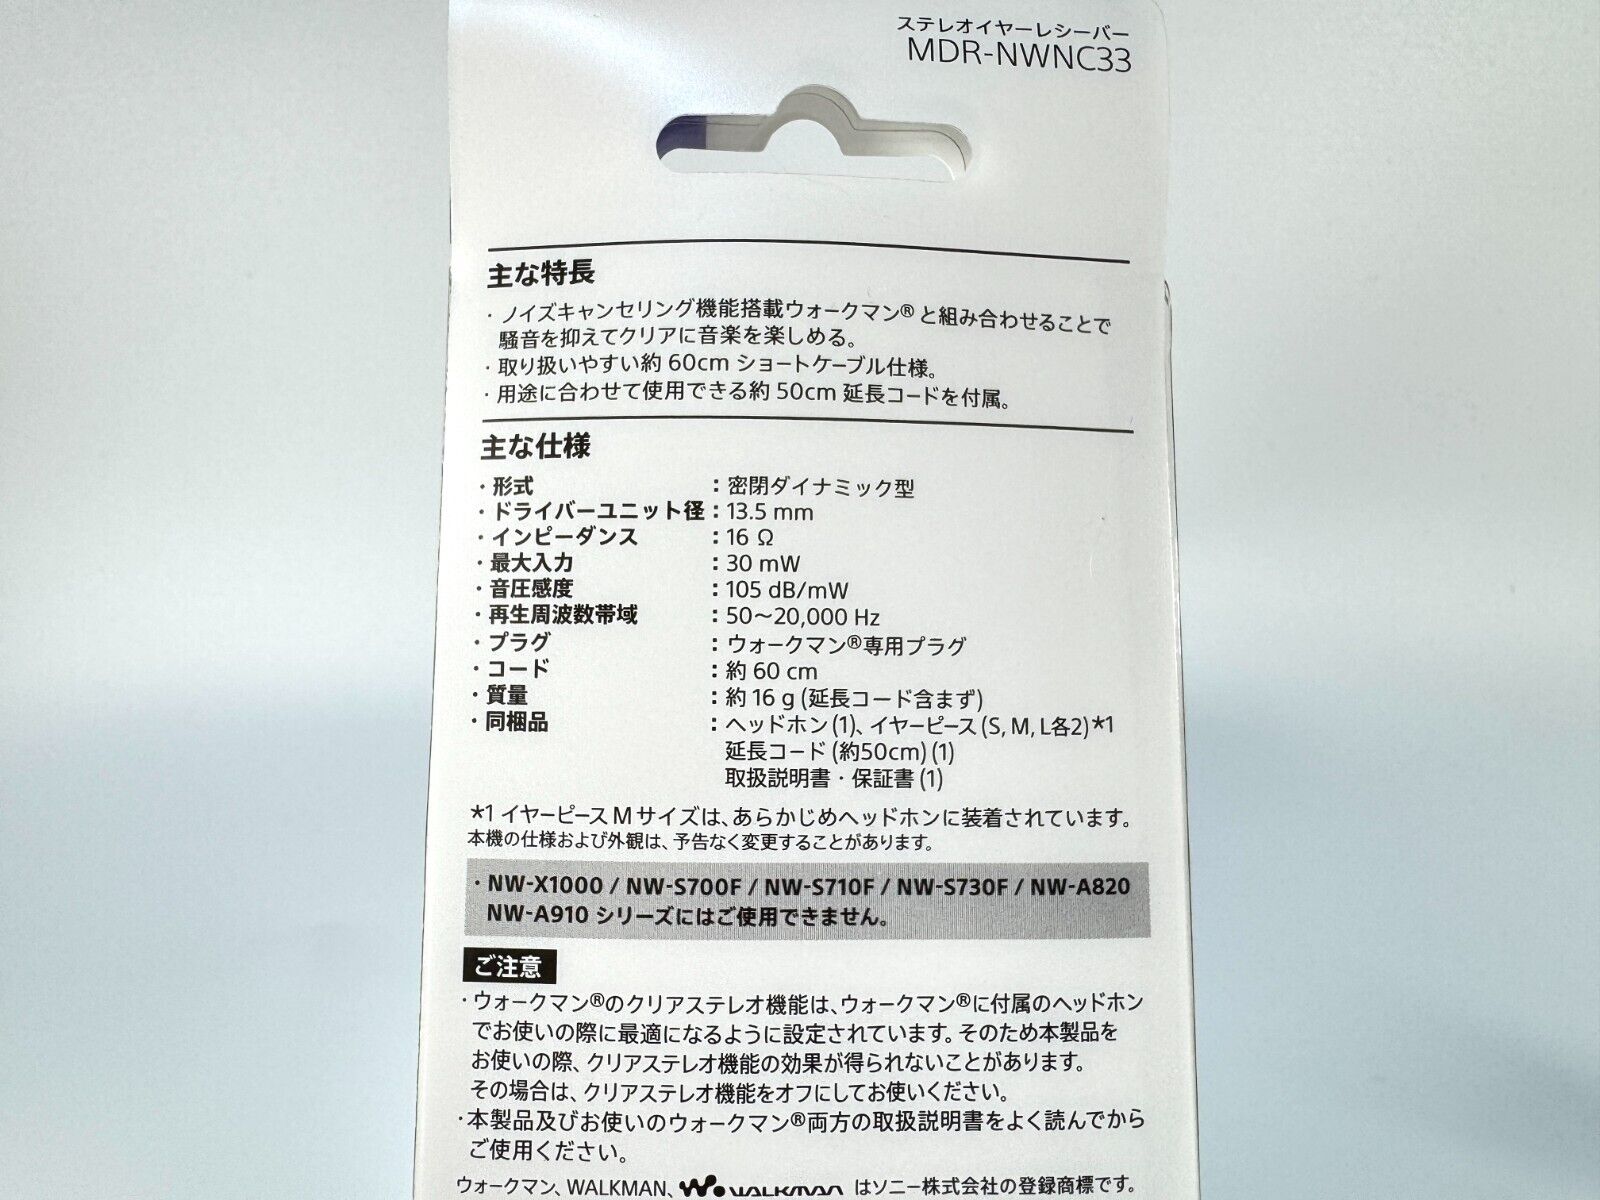 ステレオイヤーレシーバー
MDR-NWNC33
主な特長
・ノイズキャンセリング機能搭載ウォークマン®と組み合わせることで
騒音を抑えてクリアに音楽を楽しめる。
・取り扱いやすい約 60cm ショートケーブル仕様。
・用途に合わせて使用できる約 50cm 延長コードを付属。
主な仕様
・形式 : 密閉ダイナミック型
・ドライバーユニット径 : 13.5 mm
・インピーダンス : 16 Ω
・最大入力 : 30 mW
・音圧感度 : 105 dB/mW
・再生周波数帯域 : 50～20,000 Hz
・プラグ : ウォークマン®専用プラグ
・コード : 約 60 cm
・質量 : 約 16 g (延長コード含まず)
・同梱品 : ヘッドホン (1)、イヤーピース (S, M, L各2)*1
延長コード (約50cm) (1)
取扱説明書・保証書 (1)
*1 イヤーピース M サイズは、あらかじめヘッドホンに装着されています。
本機の仕様および外観は、予告なく変更することがあります。
・NW-X1000 / NW-S700F / NW-S710F / NW-S730F / NW-A820
NW-A910 シリーズにはご使用できません。
ご注意
・ウォークマン®のクリアステレオ機能は、ウォークマン®に付属のヘッドホン
でお使いの際に最適になるように設定されています。そのため本製品を
お使いの際、クリアステレオ機能の効果が得られないことがあります。
その場合は、クリアステレオ機能をオフにしてお使いください。
・本製品及びお使いのウォークマン®両方の取扱説明書をよく読んでから
ご使用ください。
ウォークマン、WALKMAN、WALKMAN はソニー株式会社の登録商標です。